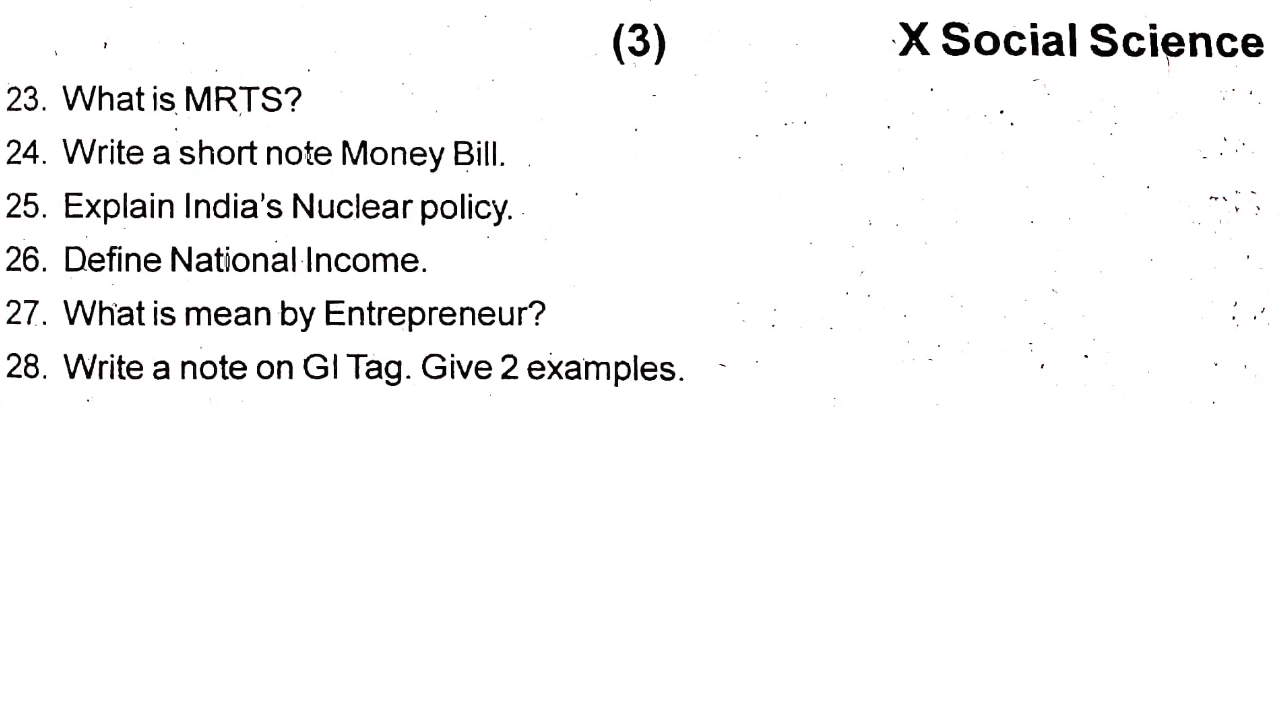 (3) X Social Science
23. What is MRTS?
24. Write a short note Money Bill.
25. Explain India's Nuclear policy.
26. Define National Income.
27. What is mean by Entrepreneur?
28. Write a note on GI Tag. Give 2 examples.